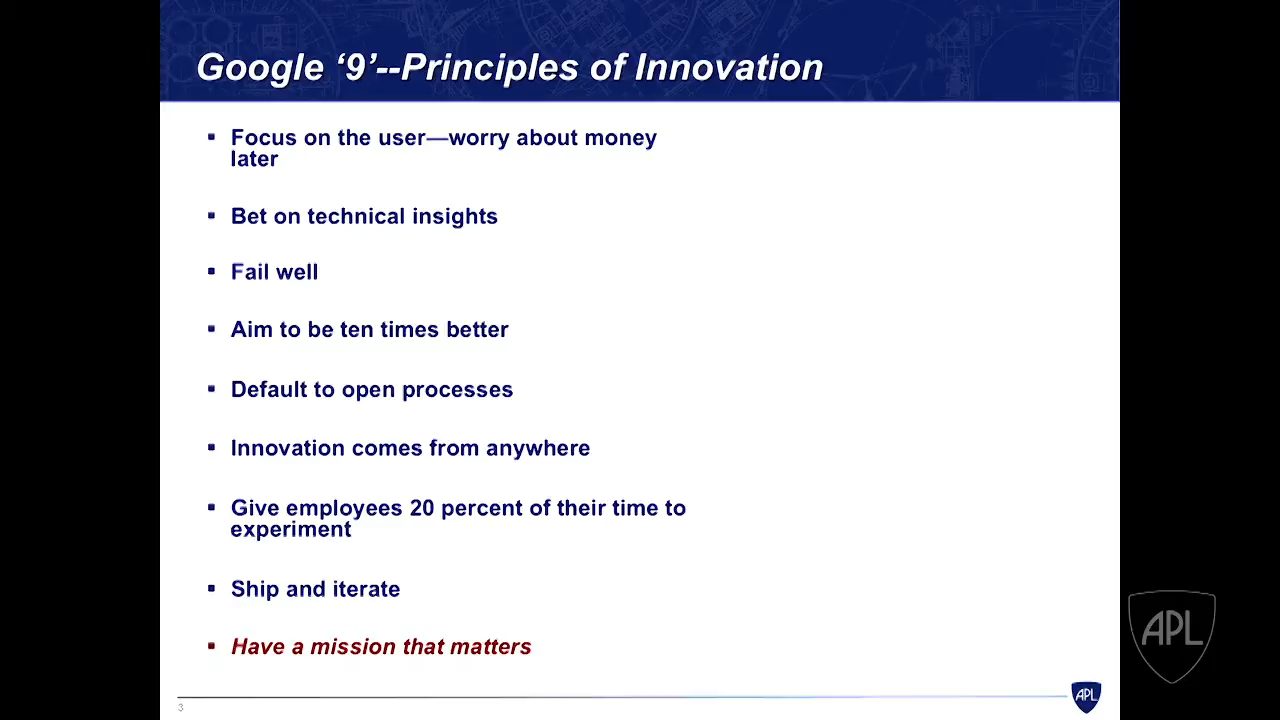 Google ‘9’--Principles of Innovation
▪ Focus on the user—worry about money
later
▪ Bet on technical insights
▪ Fail well
▪ Aim to be ten times better
▪ Default to open processes
▪ Innovation comes from anywhere
▪ Give employees 20 percent of their time to
experiment
▪ Ship and iterate
▪ Have a mission that matters
3
APL
APL